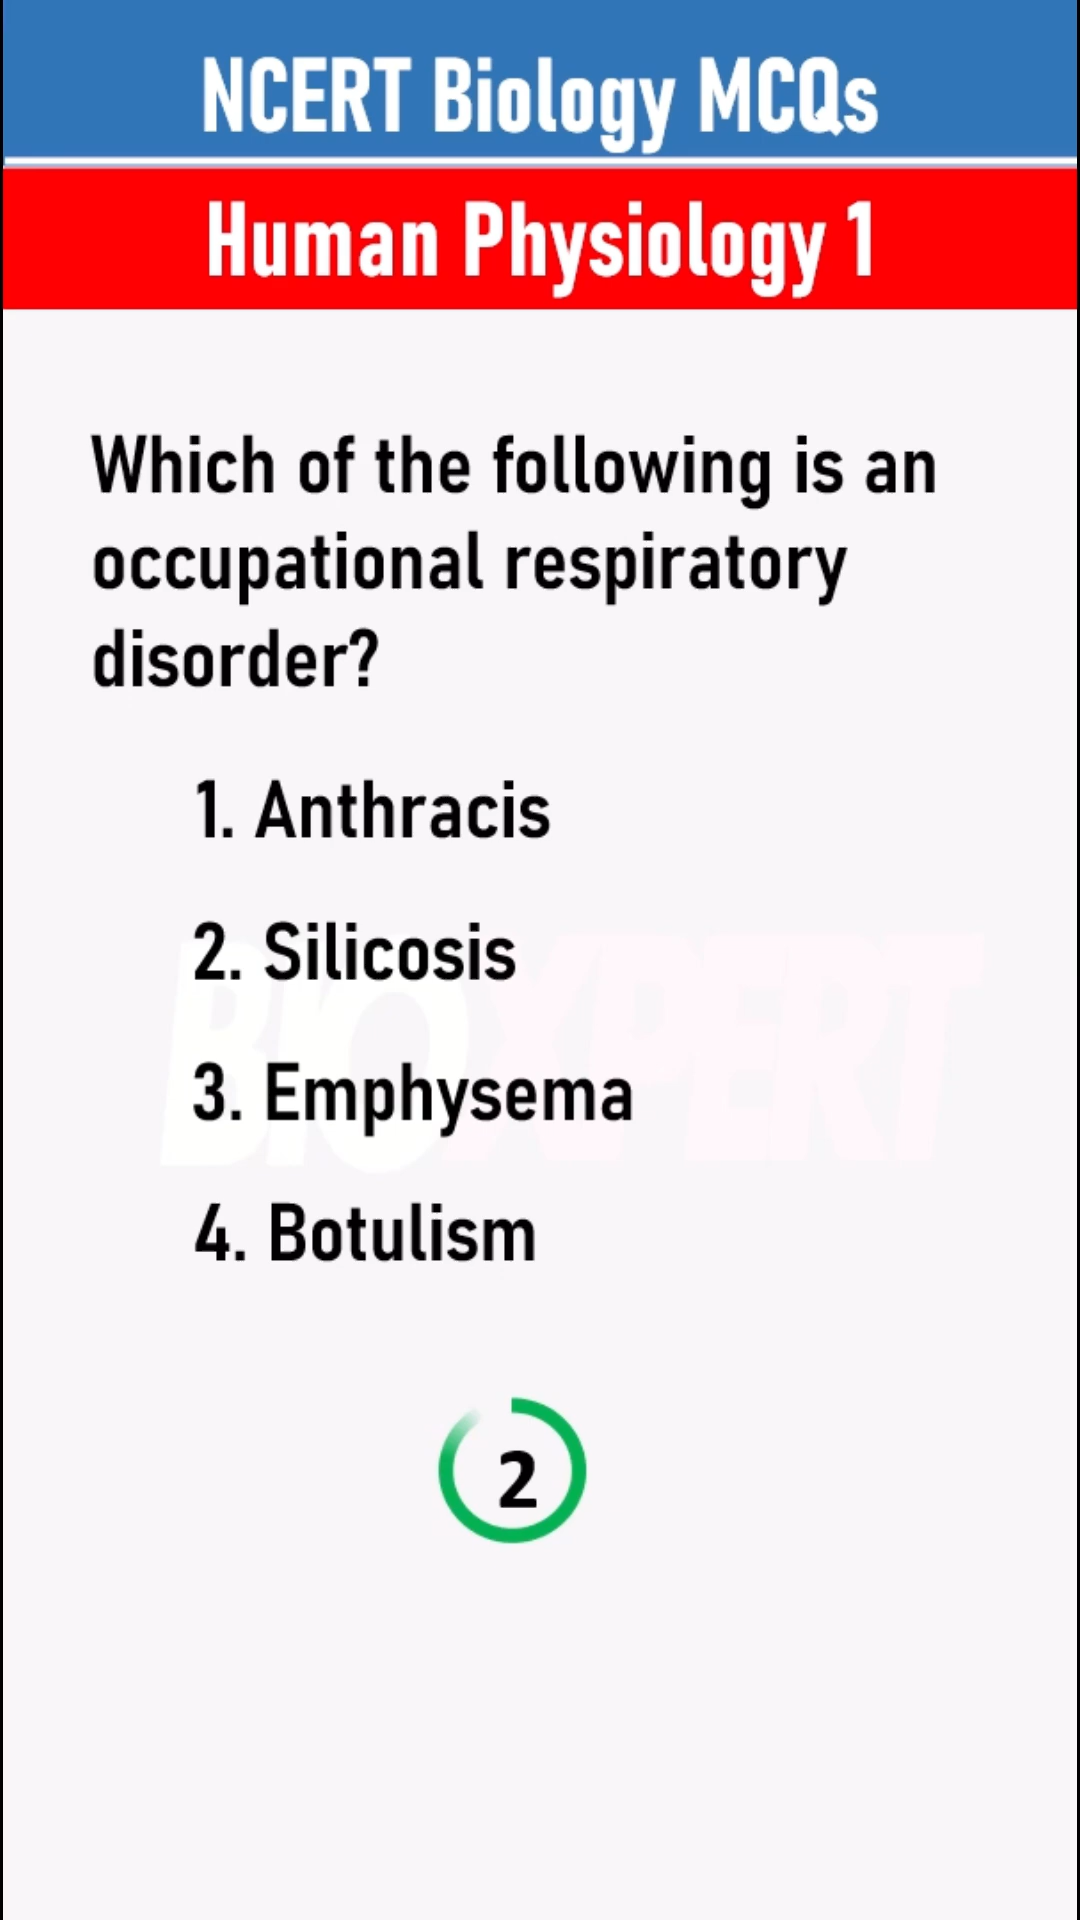 NCERT Biology MCQs
Human Physiology 1
Which of the following is an
occupational respiratory
disorder?
1. Anthracis
2. Silicosis
BIOXPERT
3. Emphysema
4. Botulism
2